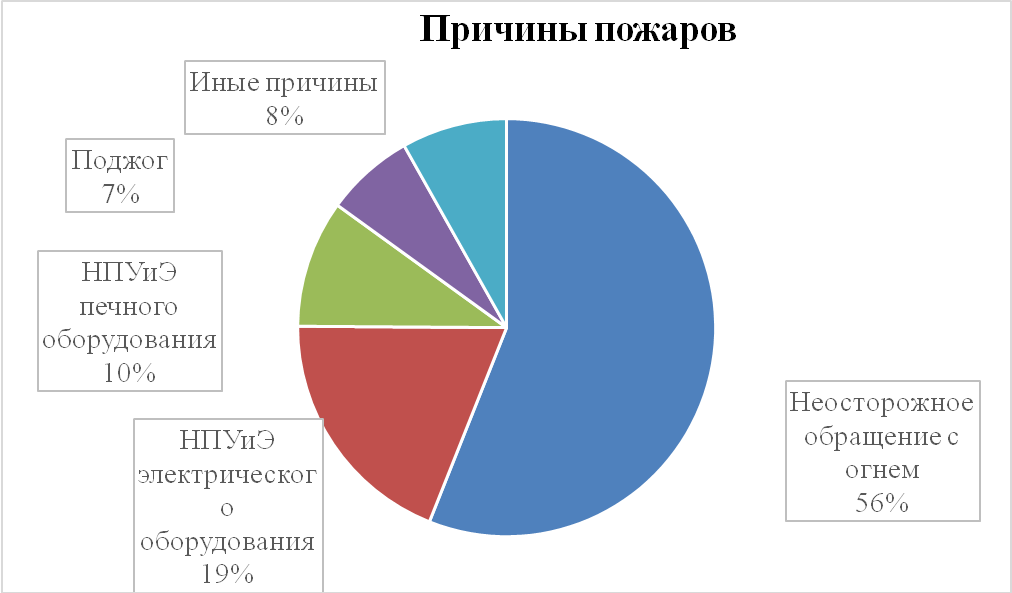 Причины пожаров
Иные причины
8%
Поджог
7%
НПУиЭ
печного
оборудования
10%
НПУиЭ
электрическог
о
оборудования
19%
Неосторожное
обращение с
огнем
56%